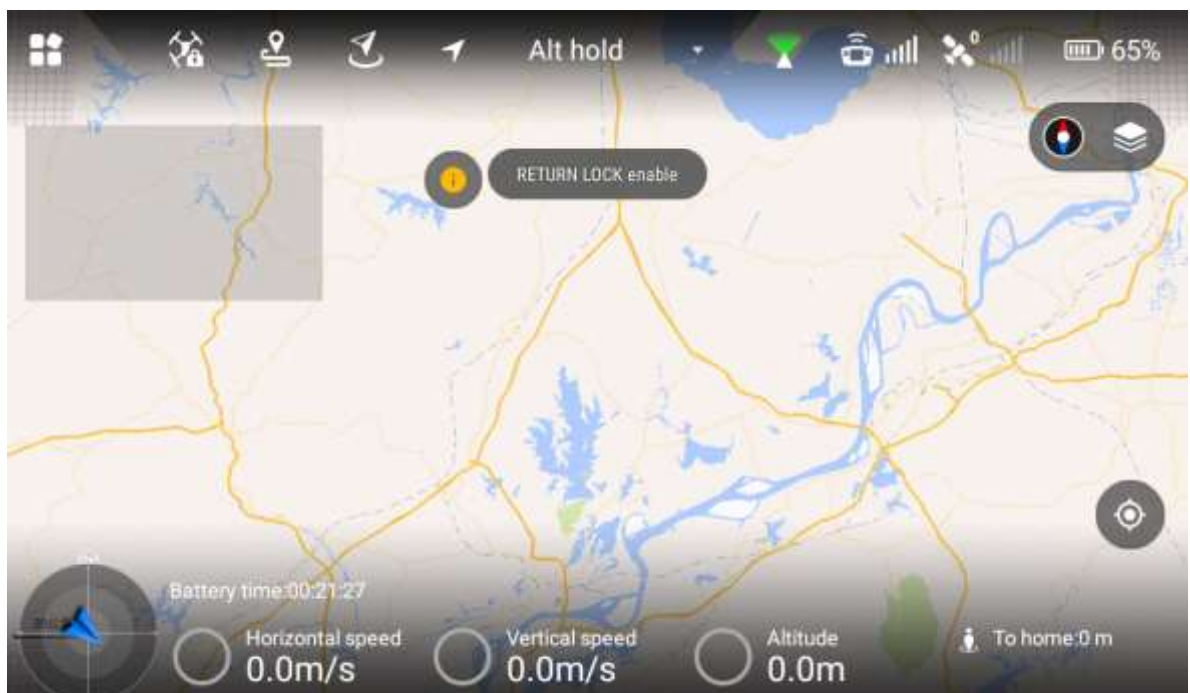 Alt hold
0
65%
RETURN LOCK enable
Battery time:00:21:27
Horizontal speed
0.0m/s
Vertical speed
0.0m/s
Altitude
0.0m
To home:0 m